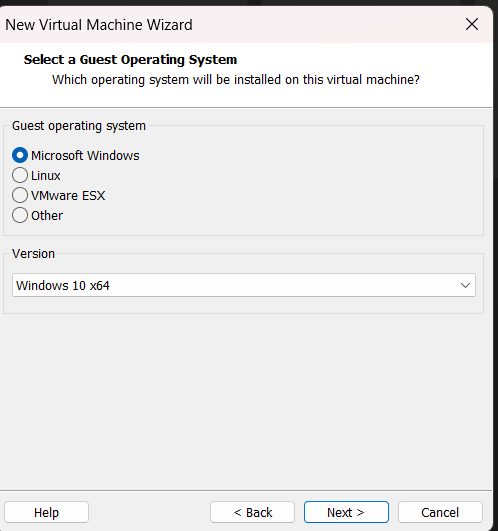 New Virtual Machine Wizard
Select a Guest Operating System
Which operating system will be installed on this virtual machine?
Guest operating system
Microsoft Windows
Linux
VMware ESX
Other
Version
Windows 10 x64
Help
< Back
Next >
Cancel